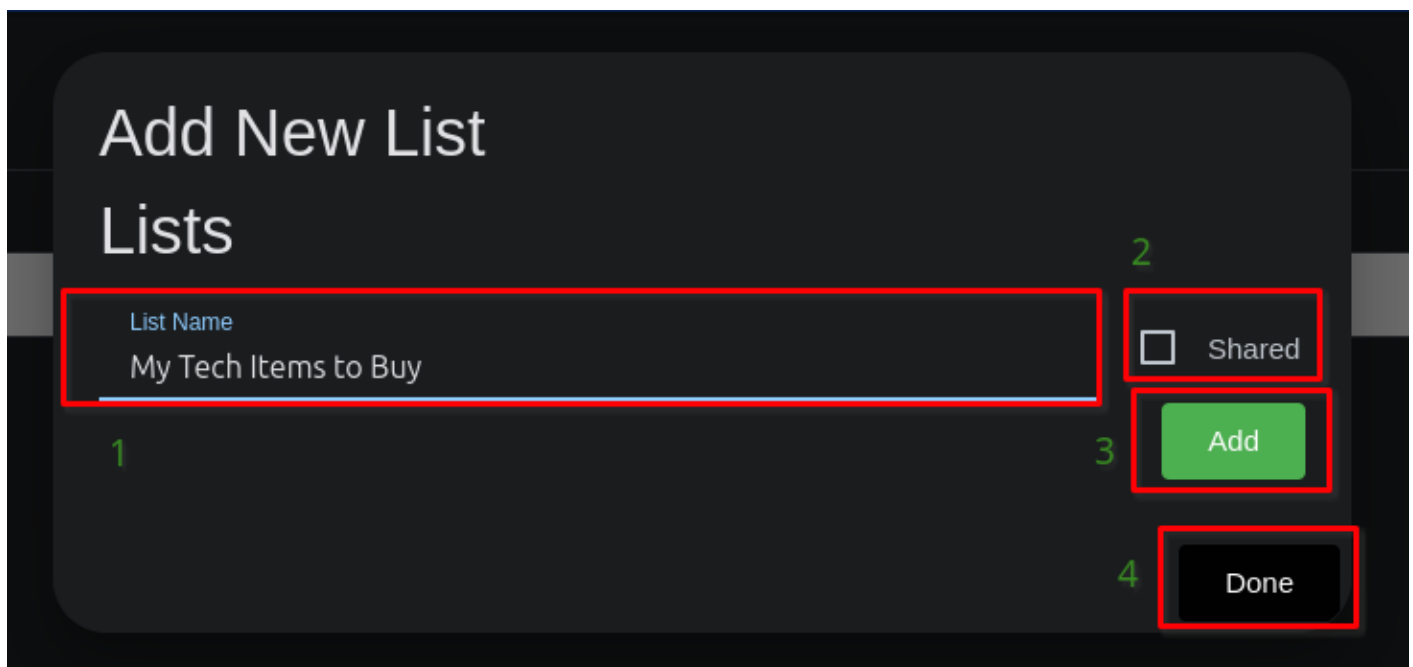 Add New List
Lists
2
List Name
My Tech Items to Buy
Shared
1
3
Add
4
Done